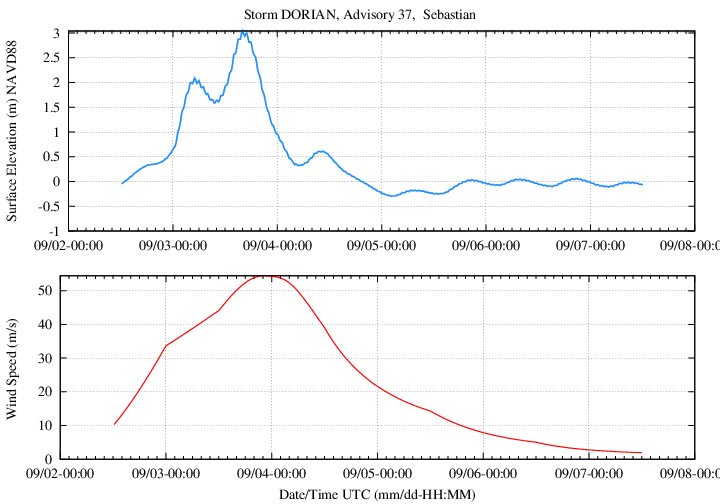 Storm DORIAN, Advisory 37,  Sebastian
Surface Elevation (m) NAVD88
3
2.5
2
1.5
1
0.5
0
-0.5
-1
09/02-00:00 09/03-00:00 09/04-00:00 09/05-00:00 09/06-00:00 09/07-00:00 09/08-00:0
Wind Speed (m/s)
50
40
30
20
10
0
09/02-00:00 09/03-00:00 09/04-00:00 09/05-00:00 09/06-00:00 09/07-00:00 09/08-00:0
Date/Time UTC (mm/dd-HH:MM)